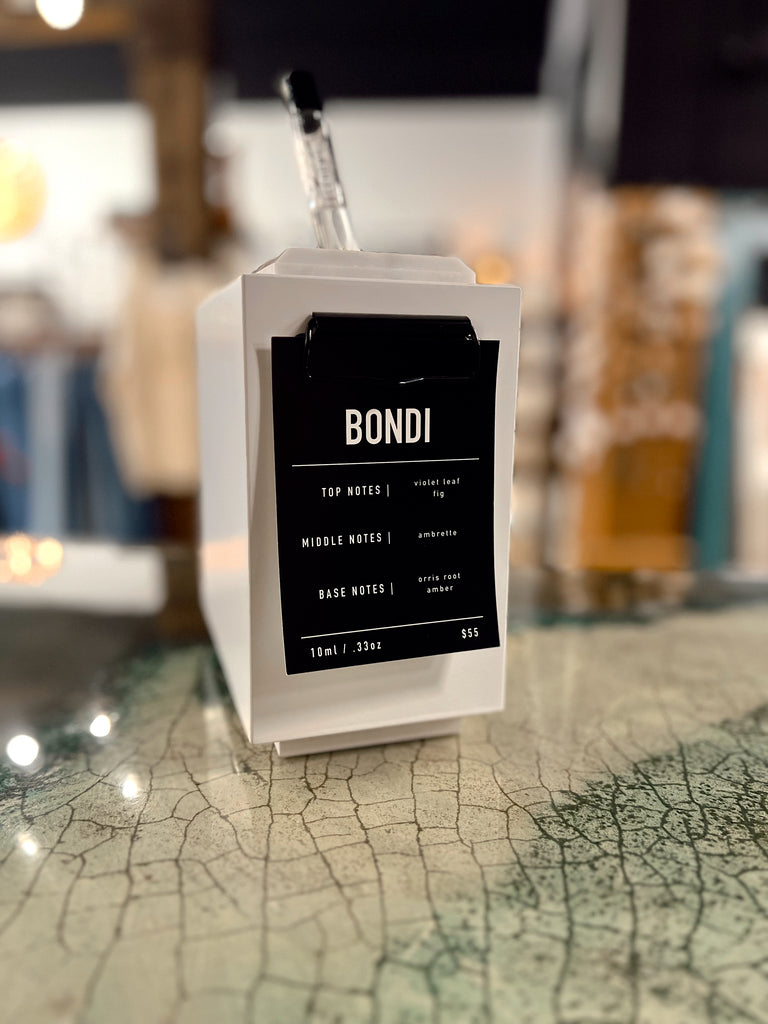 BONDI
TOP NOTES | violet leaf
fig
MIDDLE NOTES | ambrette
BASE NOTES | orris root
amber
10ml / .33oz $55